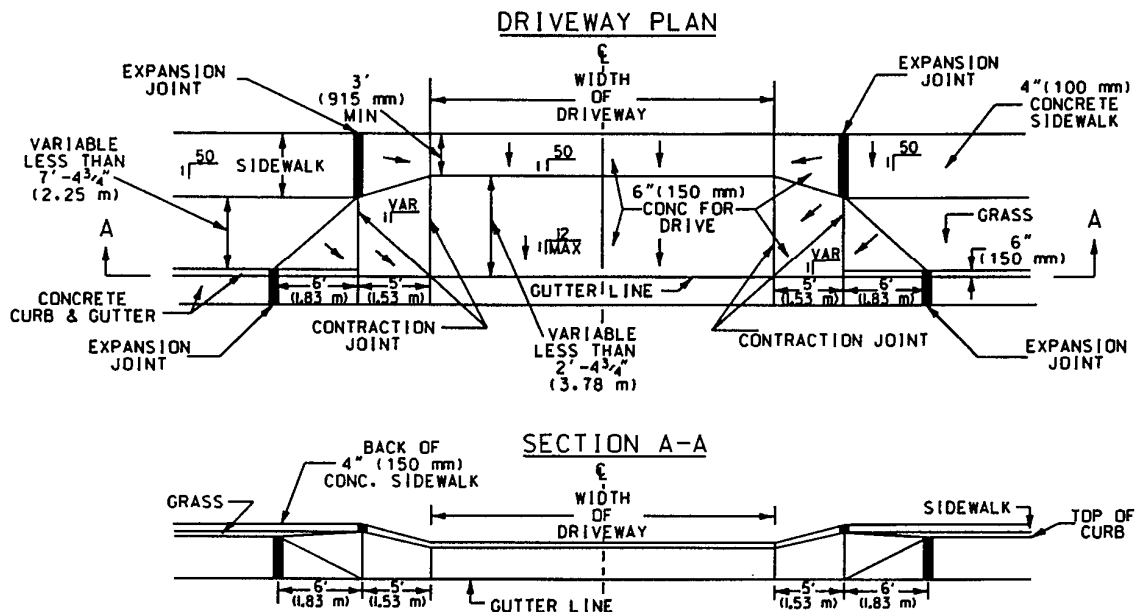 DRIVEWAY PLAN
℄
EXPANSION
JOINT
3'
(915 mm)
MIN
WIDTH
OF
DRIVEWAY
EXPANSION
JOINT
4" (100 mm)
CONCRETE
SIDEWALK
VARIABLE
LESS THAN
7'-4¾"
(2.25 m)
50
1
SIDEWALK
50
1
50
1
A
VAR
1
12
MAX
1
6" (150 mm)
CONC FOR
DRIVE
VAR
1
GRASS
6"
(150 mm)
A
CONCRETE
CURB & GUTTER
6'
(1.83 m)
5'
(1.53 m)
GUTTER LINE
5'
(1.53 m)
6'
(1.83 m)
EXPANSION
JOINT
CONTRACTION
JOINT
VARIABLE
LESS THAN
2'-4¾"
(3.78 m)
CONTRACTION JOINT
EXPANSION
JOINT
SECTION A-A
℄
BACK OF
4" (150 mm)
CONC. SIDEWALK
GRASS
WIDTH
OF
DRIVEWAY
SIDEWALK
TOP OF
CURB
6'
(1.83 m)
5'
(1.53 m)
GUTTER LINE
5'
(1.53 m)
6'
(1.83 m)